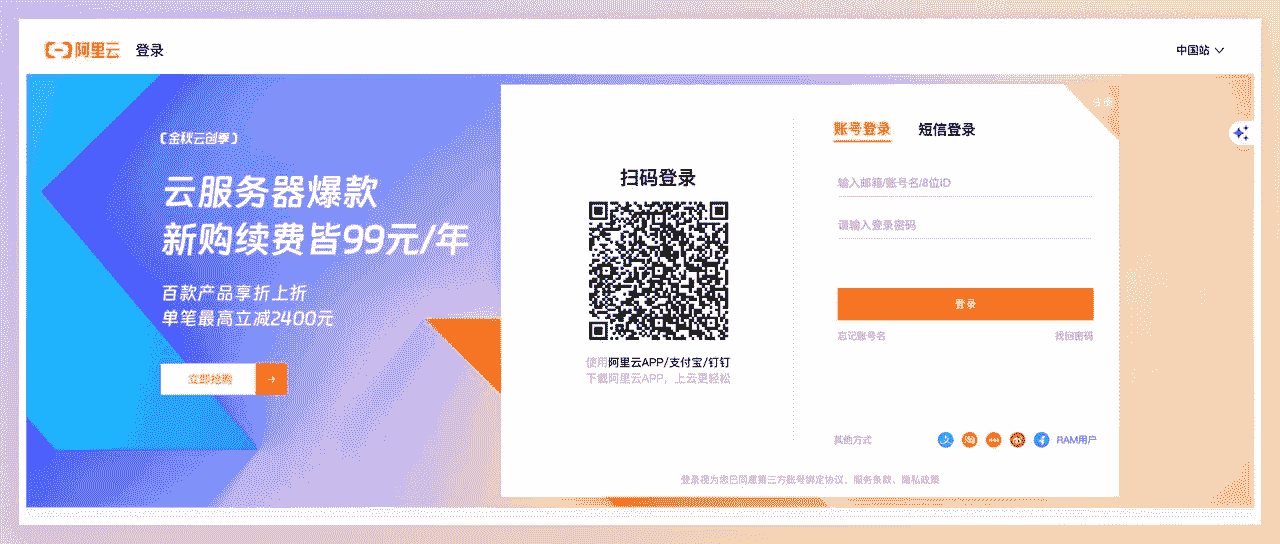 阿里云 登录
中国站
【金秋云创季】
云服务器爆款
新购续费皆99元/年
百款产品享折上折
单笔最高立减2400元
立即抢购
扫码登录
使用阿里云APP/支付宝/钉钉
下载阿里云APP，上云更轻松
注册
账号登录 短信登录
输入邮箱/账号名/8位ID
请输入登录密码
登录
忘记账号名 找回密码
其他方式 RAM用户
登录视为您已同意第三方账号绑定协议、服务条款、隐私政策